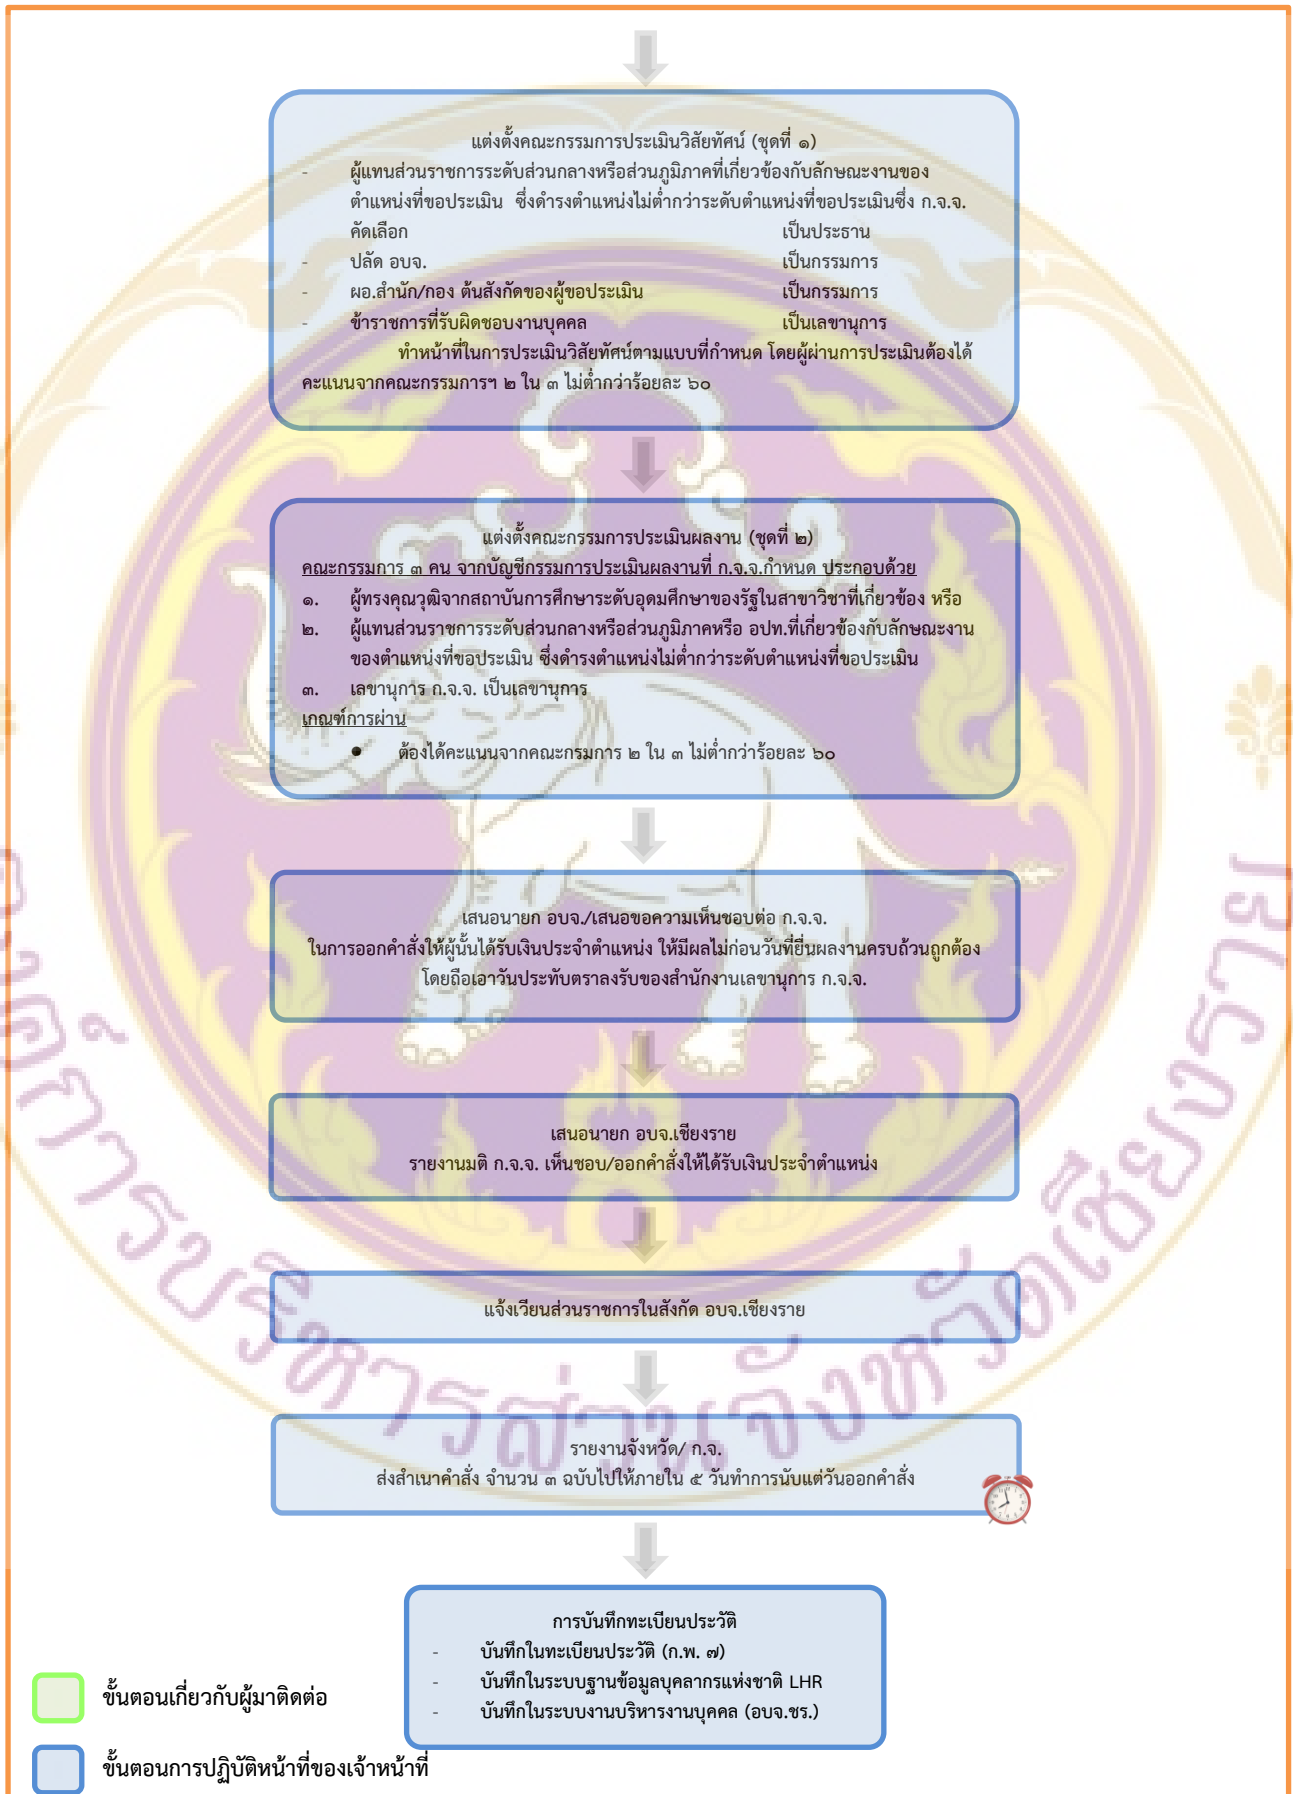 แต่งตั้งคณะกรรมการประเมินวิสัยทัศน์ (ชุดที่ ๑)
- ผู้แทนส่วนราชการระดับส่วนกลางหรือส่วนภูมิภาคที่เกี่ยวข้องกับลักษณะงานของ
ตำแหน่งที่ขอประเมิน ซึ่งดำรงตำแหน่งไม่ต่ำกว่าระดับตำแหน่งที่ขอประเมินซึ่ง ก.จ.จ.
คัดเลือก เป็นประธาน
- ปลัด อบจ. เป็นกรรมการ
- ผอ.สำนัก/กอง ต้นสังกัดของผู้ขอประเมิน เป็นกรรมการ
- ข้าราชการที่รับผิดชอบงานบุคคล เป็นเลขานุการ
ทำหน้าที่ในการประเมินวิสัยทัศน์ตามแบบที่กำหนด โดยผู้ผ่านการประเมินต้องได้
คะแนนจากคณะกรรมการฯ ๒ ใน ๓ ไม่ต่ำกว่าร้อยละ ๖๐
แต่งตั้งคณะกรรมการประเมินผลงาน (ชุดที่ ๒)
คณะกรรมการ ๓ คน จากบัญชีกรรมการประเมินผลงานที่ ก.จ.จ.กำหนด ประกอบด้วย
๑. ผู้ทรงคุณวุฒิจากสถาบันการศึกษาระดับอุดมศึกษาของรัฐในสาขาวิชาที่เกี่ยวข้อง หรือ
๒. ผู้แทนส่วนราชการระดับส่วนกลางหรือส่วนภูมิภาคหรือ อปท.ที่เกี่ยวข้องกับลักษณะงาน
ของตำแหน่งที่ขอประเมิน ซึ่งดำรงตำแหน่งไม่ต่ำกว่าระดับตำแหน่งที่ขอประเมิน
๓. เลขานุการ ก.จ.จ. เป็นเลขานุการ
เกณฑ์การผ่าน
• ต้องได้คะแนนจากคณะกรมการ ๒ ใน ๓ ไม่ต่ำกว่าร้อยละ ๖๐
เสนอนายก อบจ./เสนอขอความเห็นชอบต่อ ก.จ.จ.
ในการออกคำสั่งให้ผู้นั้นได้รับเงินประจำตำแหน่ง ให้มีผลไม่ก่อนวันที่ยื่นผลงานครบถ้วนถูกต้อง
โดยถือเอาวันประทับตราลงรับของสำนักงานเลขานุการ ก.จ.จ.
เสนอนายก อบจ.เชียงราย
รายงานมติ ก.จ.จ. เห็นชอบ/ออกคำสั่งให้ได้รับเงินประจำตำแหน่ง
แจ้งเวียนส่วนราชการในสังกัด อบจ.เชียงราย
รายงานจังหวัด/ ก.จ.
ส่งสำเนาคำสั่ง จำนวน ๓ ฉบับไปให้ภายใน ๕ วันทำการนับแต่วันออกคำสั่ง
การบันทึกทะเบียนประวัติ
- บันทึกในทะเบียนประวัติ (ก.พ. ๗)
- บันทึกในระบบฐานข้อมูลบุคลากรแห่งชาติ LHR
- บันทึกในระบบงานบริหารงานบุคคล (อบจ.ชร.)
ขั้นตอนเกี่ยวกับผู้มาติดต่อ
ขั้นตอนการปฏิบัติหน้าที่ของเจ้าหน้าที่
องค์การบริหารส่วนจังหวัดเชียงราย